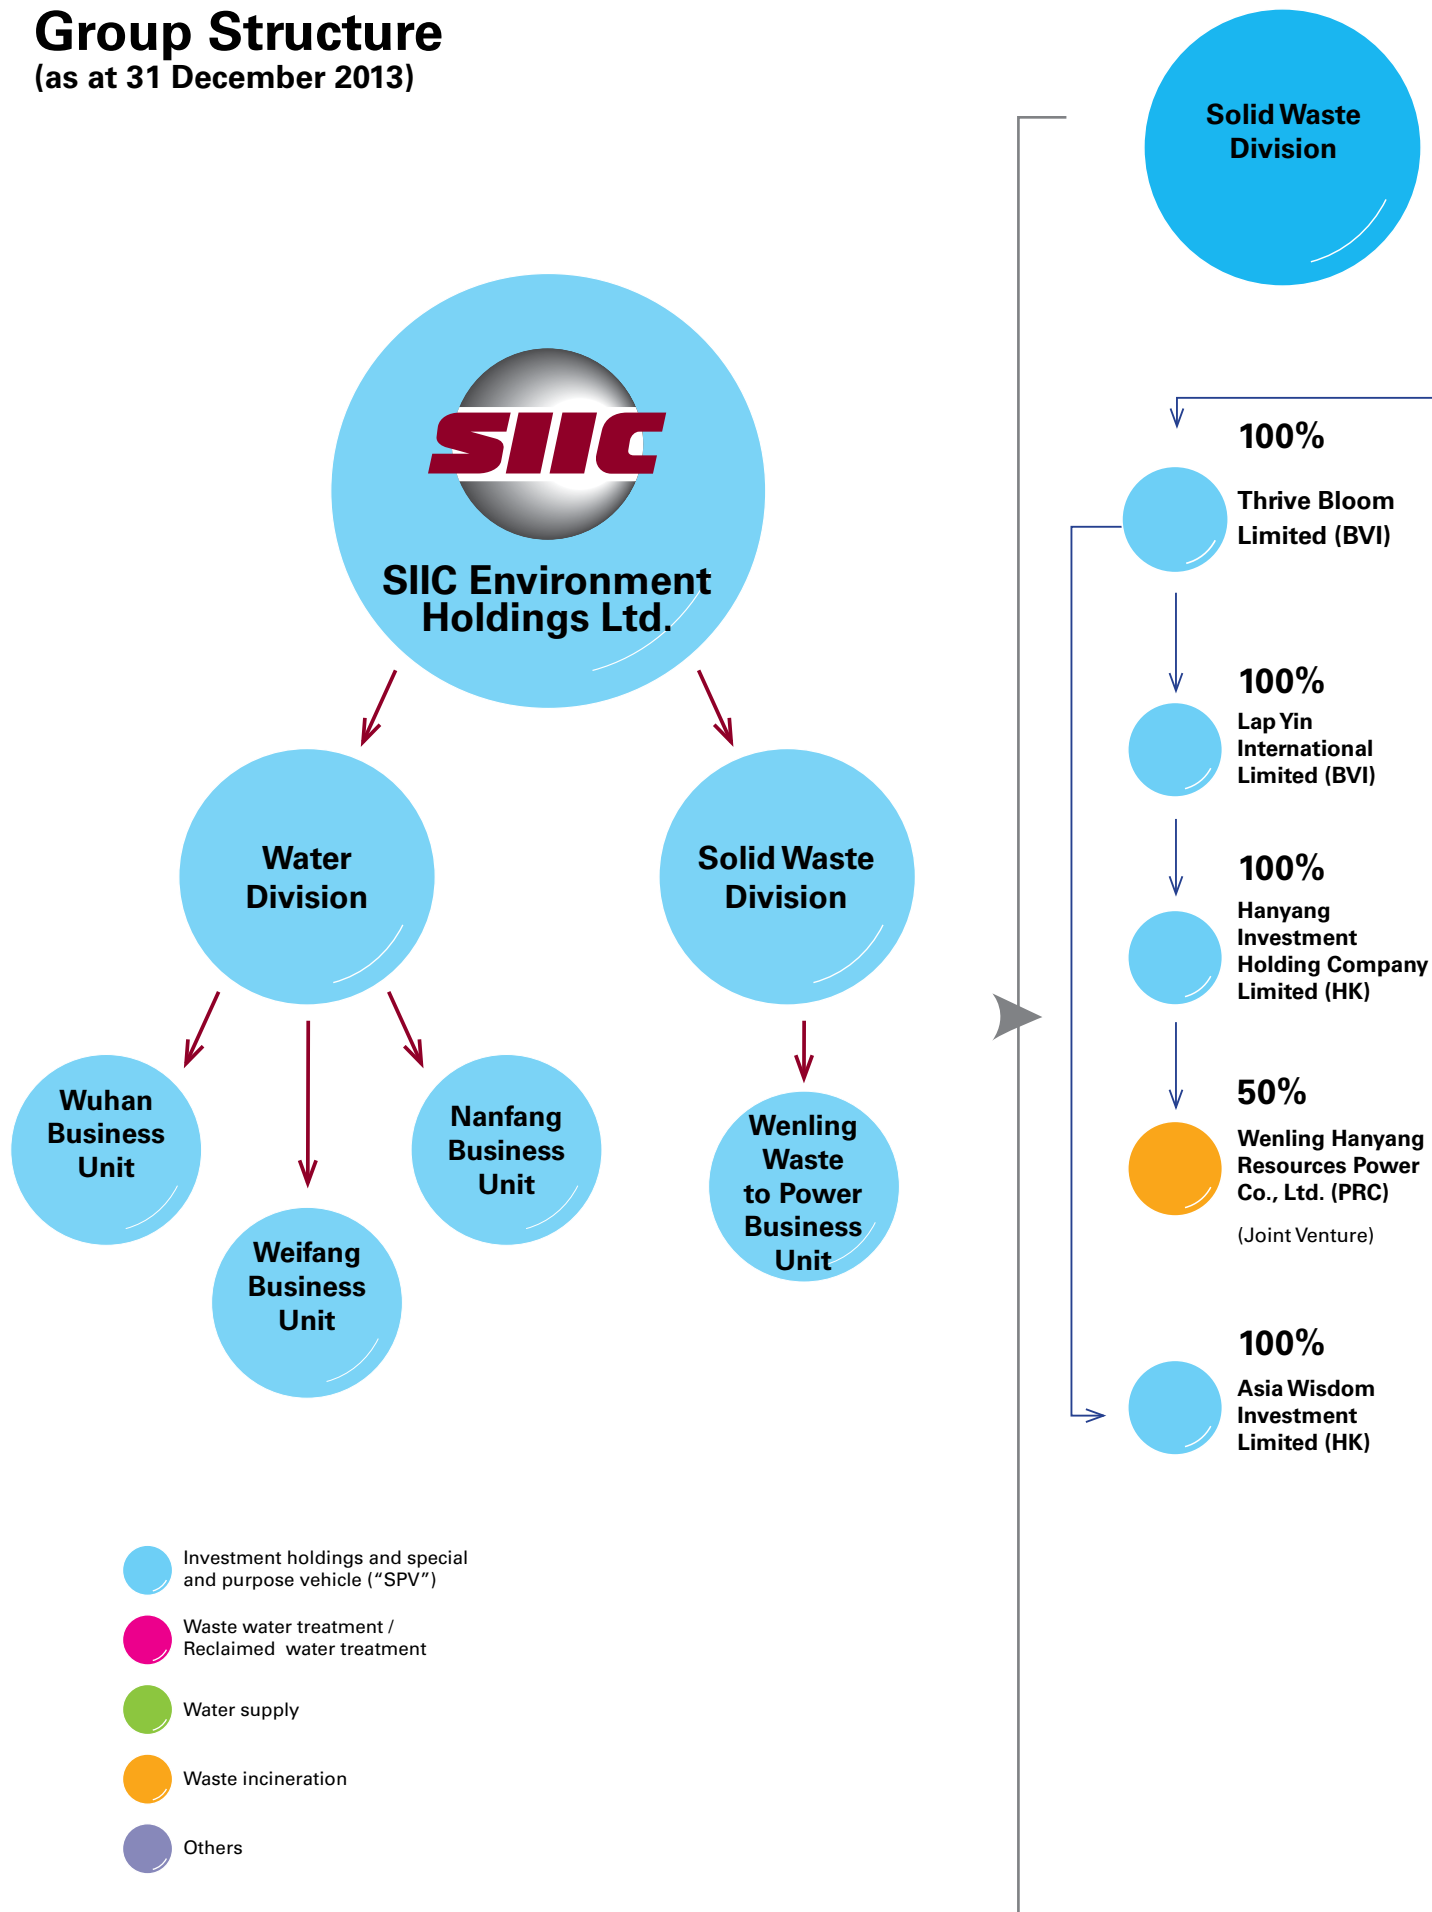 Group Structure
(as at 31 December 2013)
SIIC
SIIC Environment
Holdings Ltd.
Water
Division
Solid Waste
Division
Wuhan
Business
Unit
Weifang
Business
Unit
Nanfang
Business
Unit
Wenling
Waste
to Power
Business
Unit
Investment holdings and special
and purpose vehicle (“SPV”)
Waste water treatment /
Reclaimed water treatment
Water supply
Waste incineration
Others
Solid Waste
Division
100%
Thrive Bloom
Limited (BVI)
100%
Lap Yin
International
Limited (BVI)
100%
Hanyang
Investment
Holding Company
Limited (HK)
50%
Wenling Hanyang
Resources Power
Co., Ltd. (PRC)
(Joint Venture)
100%
Asia Wisdom
Investment
Limited (HK)